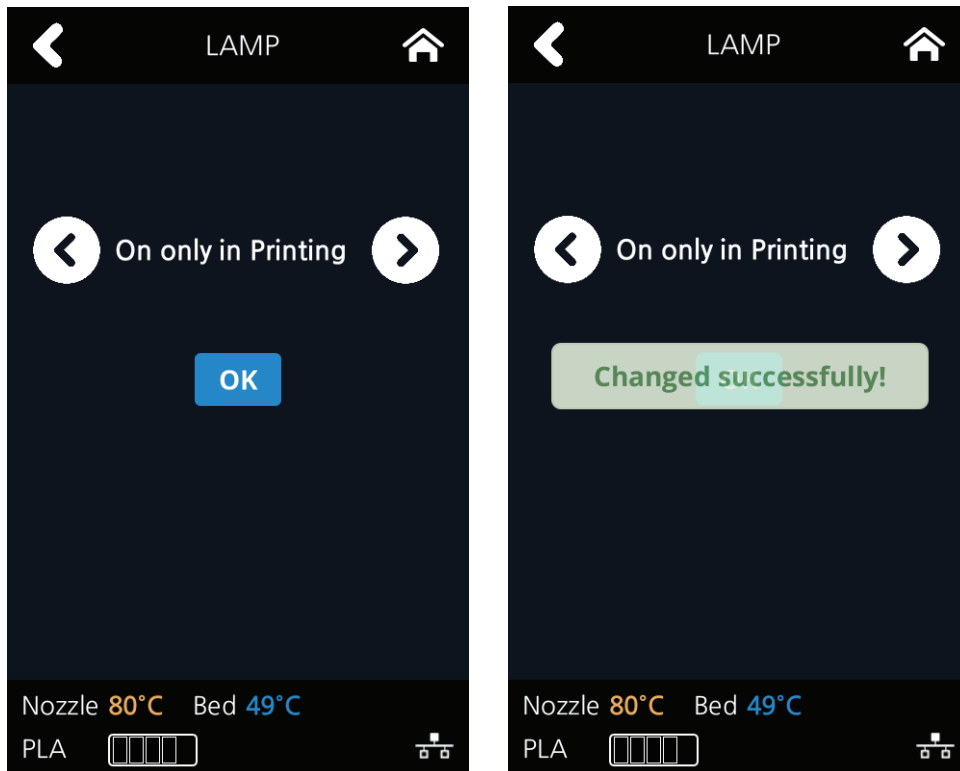 LAMP
On only in Printing
OK
Nozzle 80°C Bed 49°C
PLA
LAMP
On only in Printing
Changed successfully!
Nozzle 80°C Bed 49°C
PLA